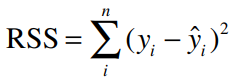 RSS = \sum_{i}^{n} (y_i - \hat{y}_i)^2